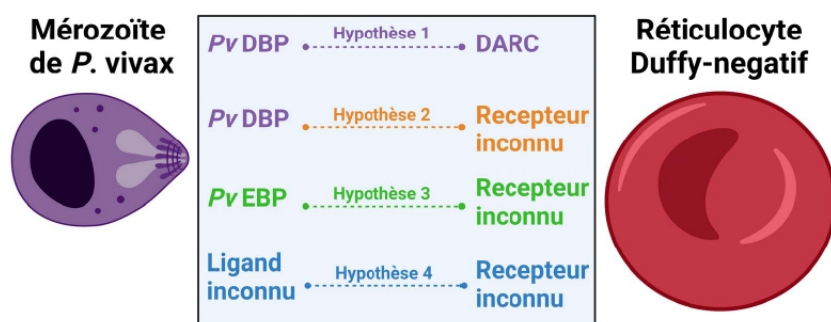 Mérozoïte
de P. vivax
Pv DBP Hypothèse 1 DARC
Réticulocyte
Duffy-negatif
Pv DBP Hypothèse 2 Recepteur
inconnu
Pv EBP Hypothèse 3 Recepteur
inconnu
Ligand
inconnu
Hypothèse 4
Recepteur
inconnu